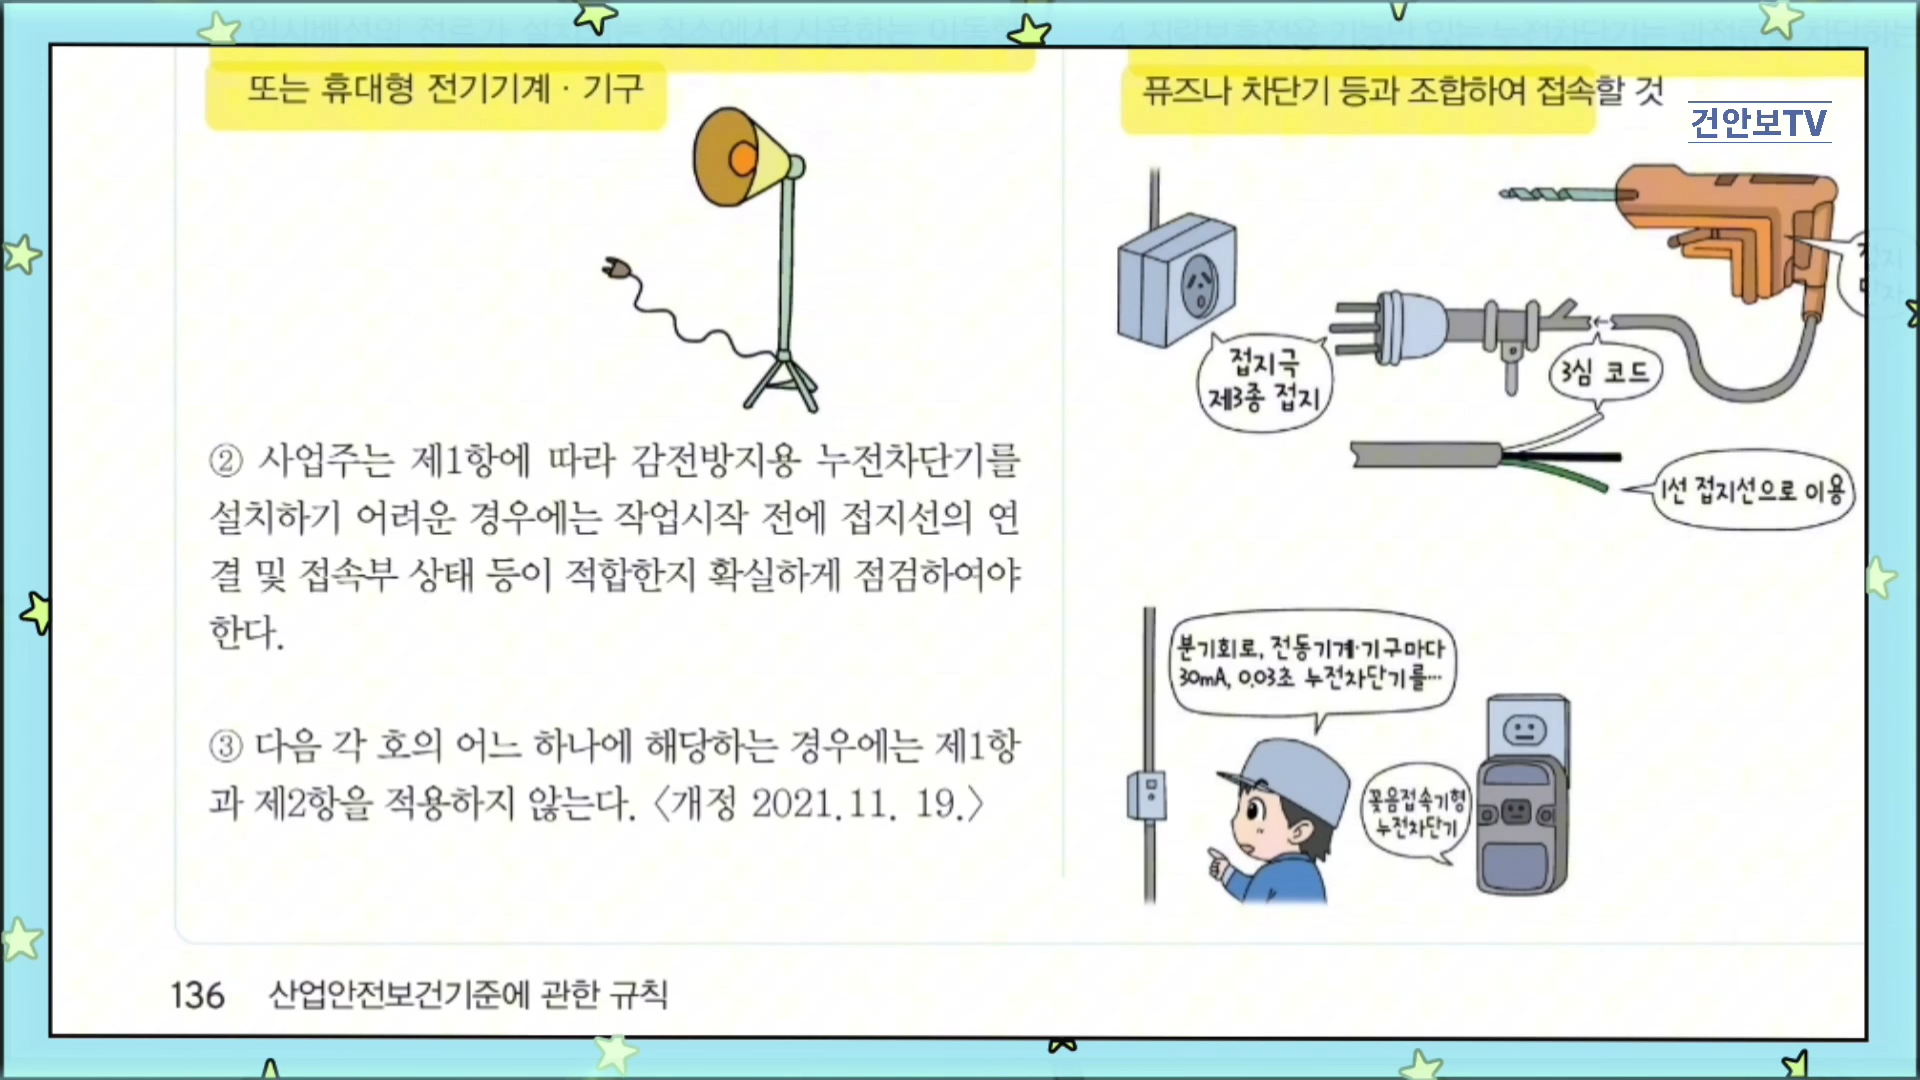 또는 휴대형 전기기계 · 기구
② 사업주는 제1항에 따라 감전방지용 누전차단기를
설치하기 어려운 경우에는 작업시작 전에 접지선의 연
결 및 접속부 상태 등이 적합한지 확실하게 점검하여야
한다.
③ 다음 각 호의 어느 하나에 해당하는 경우에는 제1항
과 제2항을 적용하지 않는다. 〈개정 2021.11. 19.〉
퓨즈나 차단기 등과 조합하여 접속할 것
건안보TV
접지극
제3종 접지
3심 코드
1선 접지선으로 이용
분기회로, 전동기계·기구마다
30mA, 0.03초 누전차단기를…
꽂음접속기형
누전차단기
136 산업안전보건기준에 관한 규칙